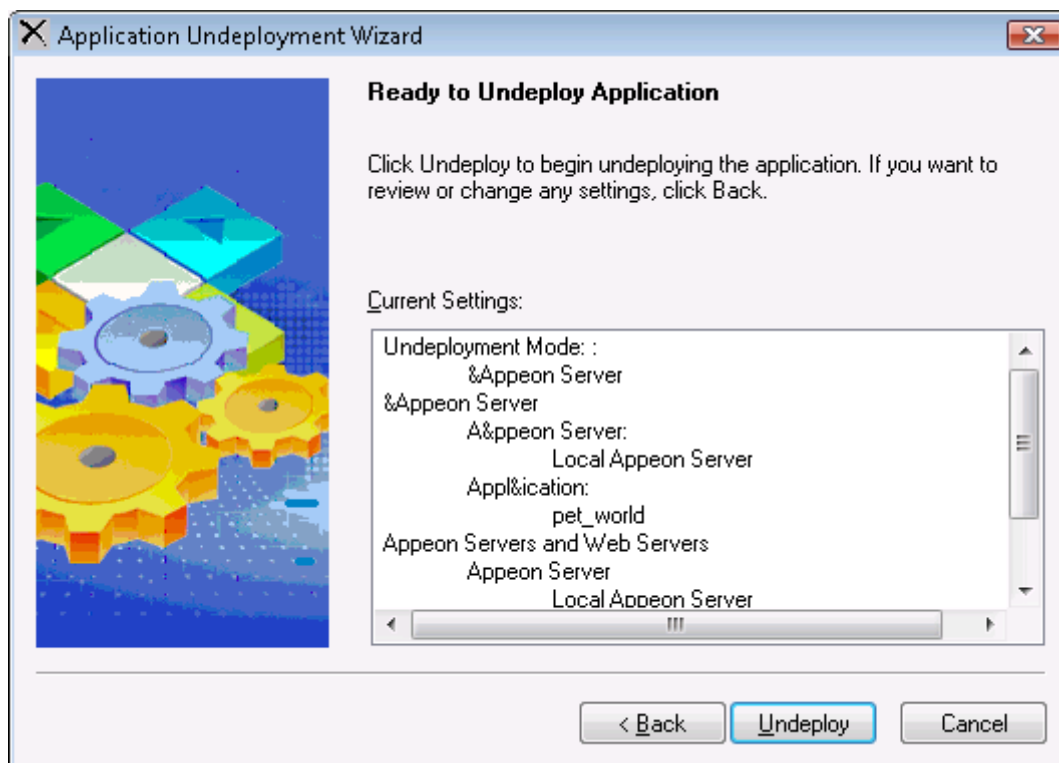 Application Undeployment Wizard
Ready to Undeploy Application
Click Undeploy to begin undeploying the application. If you want to
review or change any settings, click Back.
Current Settings:
Undeployment Mode: :
&Appeon Server
&Appeon Server
A&ppeon Server:
Local Appeon Server
Appl&ication:
pet_world
Appeon Servers and Web Servers
Appeon Server
Local Appeon Server
< Back
Undeploy
Cancel